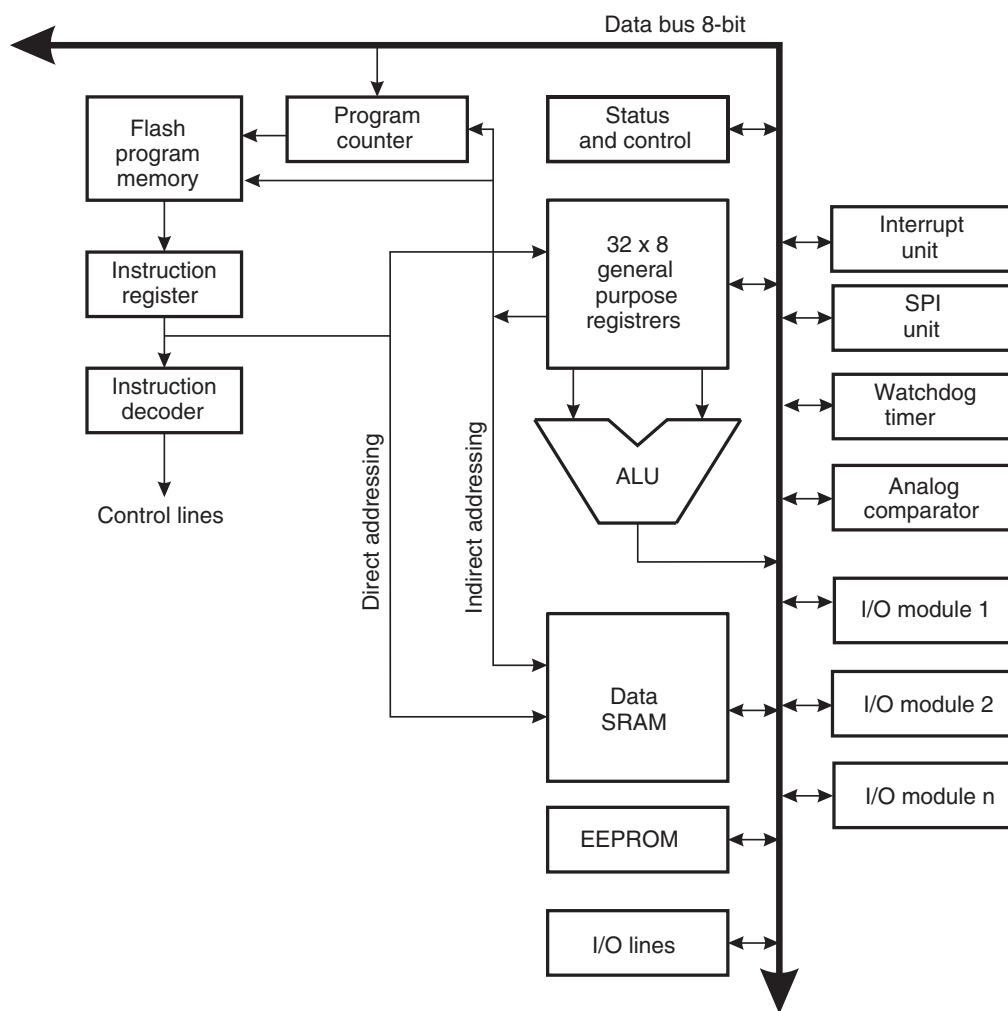 Data bus 8-bit
Flash
program
memory
Program
counter
Status
and control
Instruction
register
32 x 8
general
purpose
registrers
Interrupt
unit
SPI
unit
Instruction
decoder
Watchdog
timer
Control lines
Direct addressing
Indirect addressing
ALU
Analog
comparator
I/O module 1
Data
SRAM
I/O module 2
I/O module n
EEPROM
I/O lines